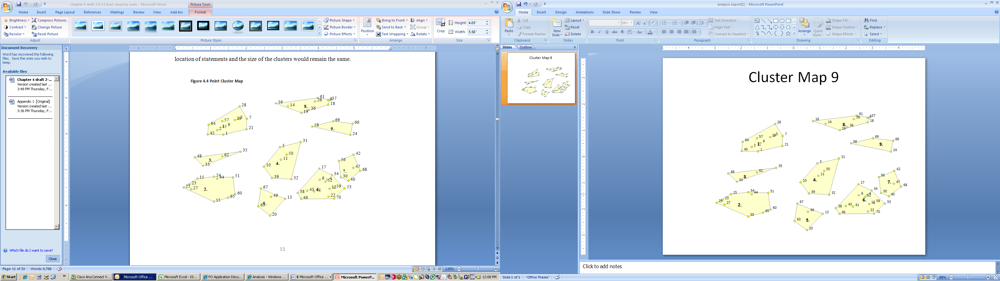 Chapter 4 draft 2-6-13 (Last saved by user) - Microsoft Word
Picture Tools
Home Insert Page Layout References Mailings Review View Add-Ins Format
Brightness Compress Pictures
Contrast Change Picture
Recolor Reset Picture
Adjust
Picture Styles
Picture Shape
Picture Border
Picture Effects
Position
Bring to Front
Send to Back
Text Wrapping
Align
Group
Rotate
Arrange
Crop
Height: 4.03"
Width: 5.58"
Size
Document Recovery
Word has recovered the following
files. Save the ones you wish to
keep.
Available files
Chapter 4 draft 2-...
Version created last ...
3:48 PM Thursday, F...
Appendix 1 [Original]
Version created last ...
3:36 PM Thursday, F...
Which file do I want to save?
Close
location of statements and the size of the clusters would remain the same.
Figure 4.4 Point Cluster Map
61
16 26 8 37
14 8. 18
28 36
19
57 29 5 7
64 69
9 58 66
2 1. 21 9.
45 1 24
31
3
35
48 62 50 42
3. 11 56
33 10 4.
17 47
7. 68
54 34
15 44 51 39 32 30
23 6 4 40
25 52
27 67 12 59 53
2. 38 43 41 6.
60 49 22
65 13 46 70
55 63 5.
20
11
Page: 11 of 33 Words: 6,786
120%
analysis export[1] - Microsoft PowerPoint
Home Insert Design Animations Slide Show Review View
Paste
Cut
Copy
Format Painter
Clipboard
New
Slide
Layout
Reset
Delete
Slides
10+
Font
Text Direction
Align Text
Convert to SmartArt
Paragraph
Arrange
Quick
Styles
Shape Fill
Shape Outline
Shape Effects
Drawing
Find
Replace
Select
Editing
Slides Outline
1
Cluster Map 9
Cluster Map 9
61
16 26 8 37
14 18
8. 36
28 19
57 29 5 7 69
64 58 66
9 9.
2 1. 21
45 1 24
31
3
35
48 62 50 42
3. 11 56
33 10 4. 7. 47
17 68
54 34 30
15 44 51 39 32 40
23 6 4
25 52
27 67 6. 12 59 53
2. 38 43 41
60 49 22
65 13 46 70
55 63 5.
20
Click to add notes
Slide 1 of 1 "Office Theme"
88%
Start
Cisco AnyConnect V...
Microsoft Office ...
Microsoft Excel - DI...
PO Application Discu...
Analysis - Windows ...
5 Microsoft Office ...
Microsoft PowerP...
12:08 PM